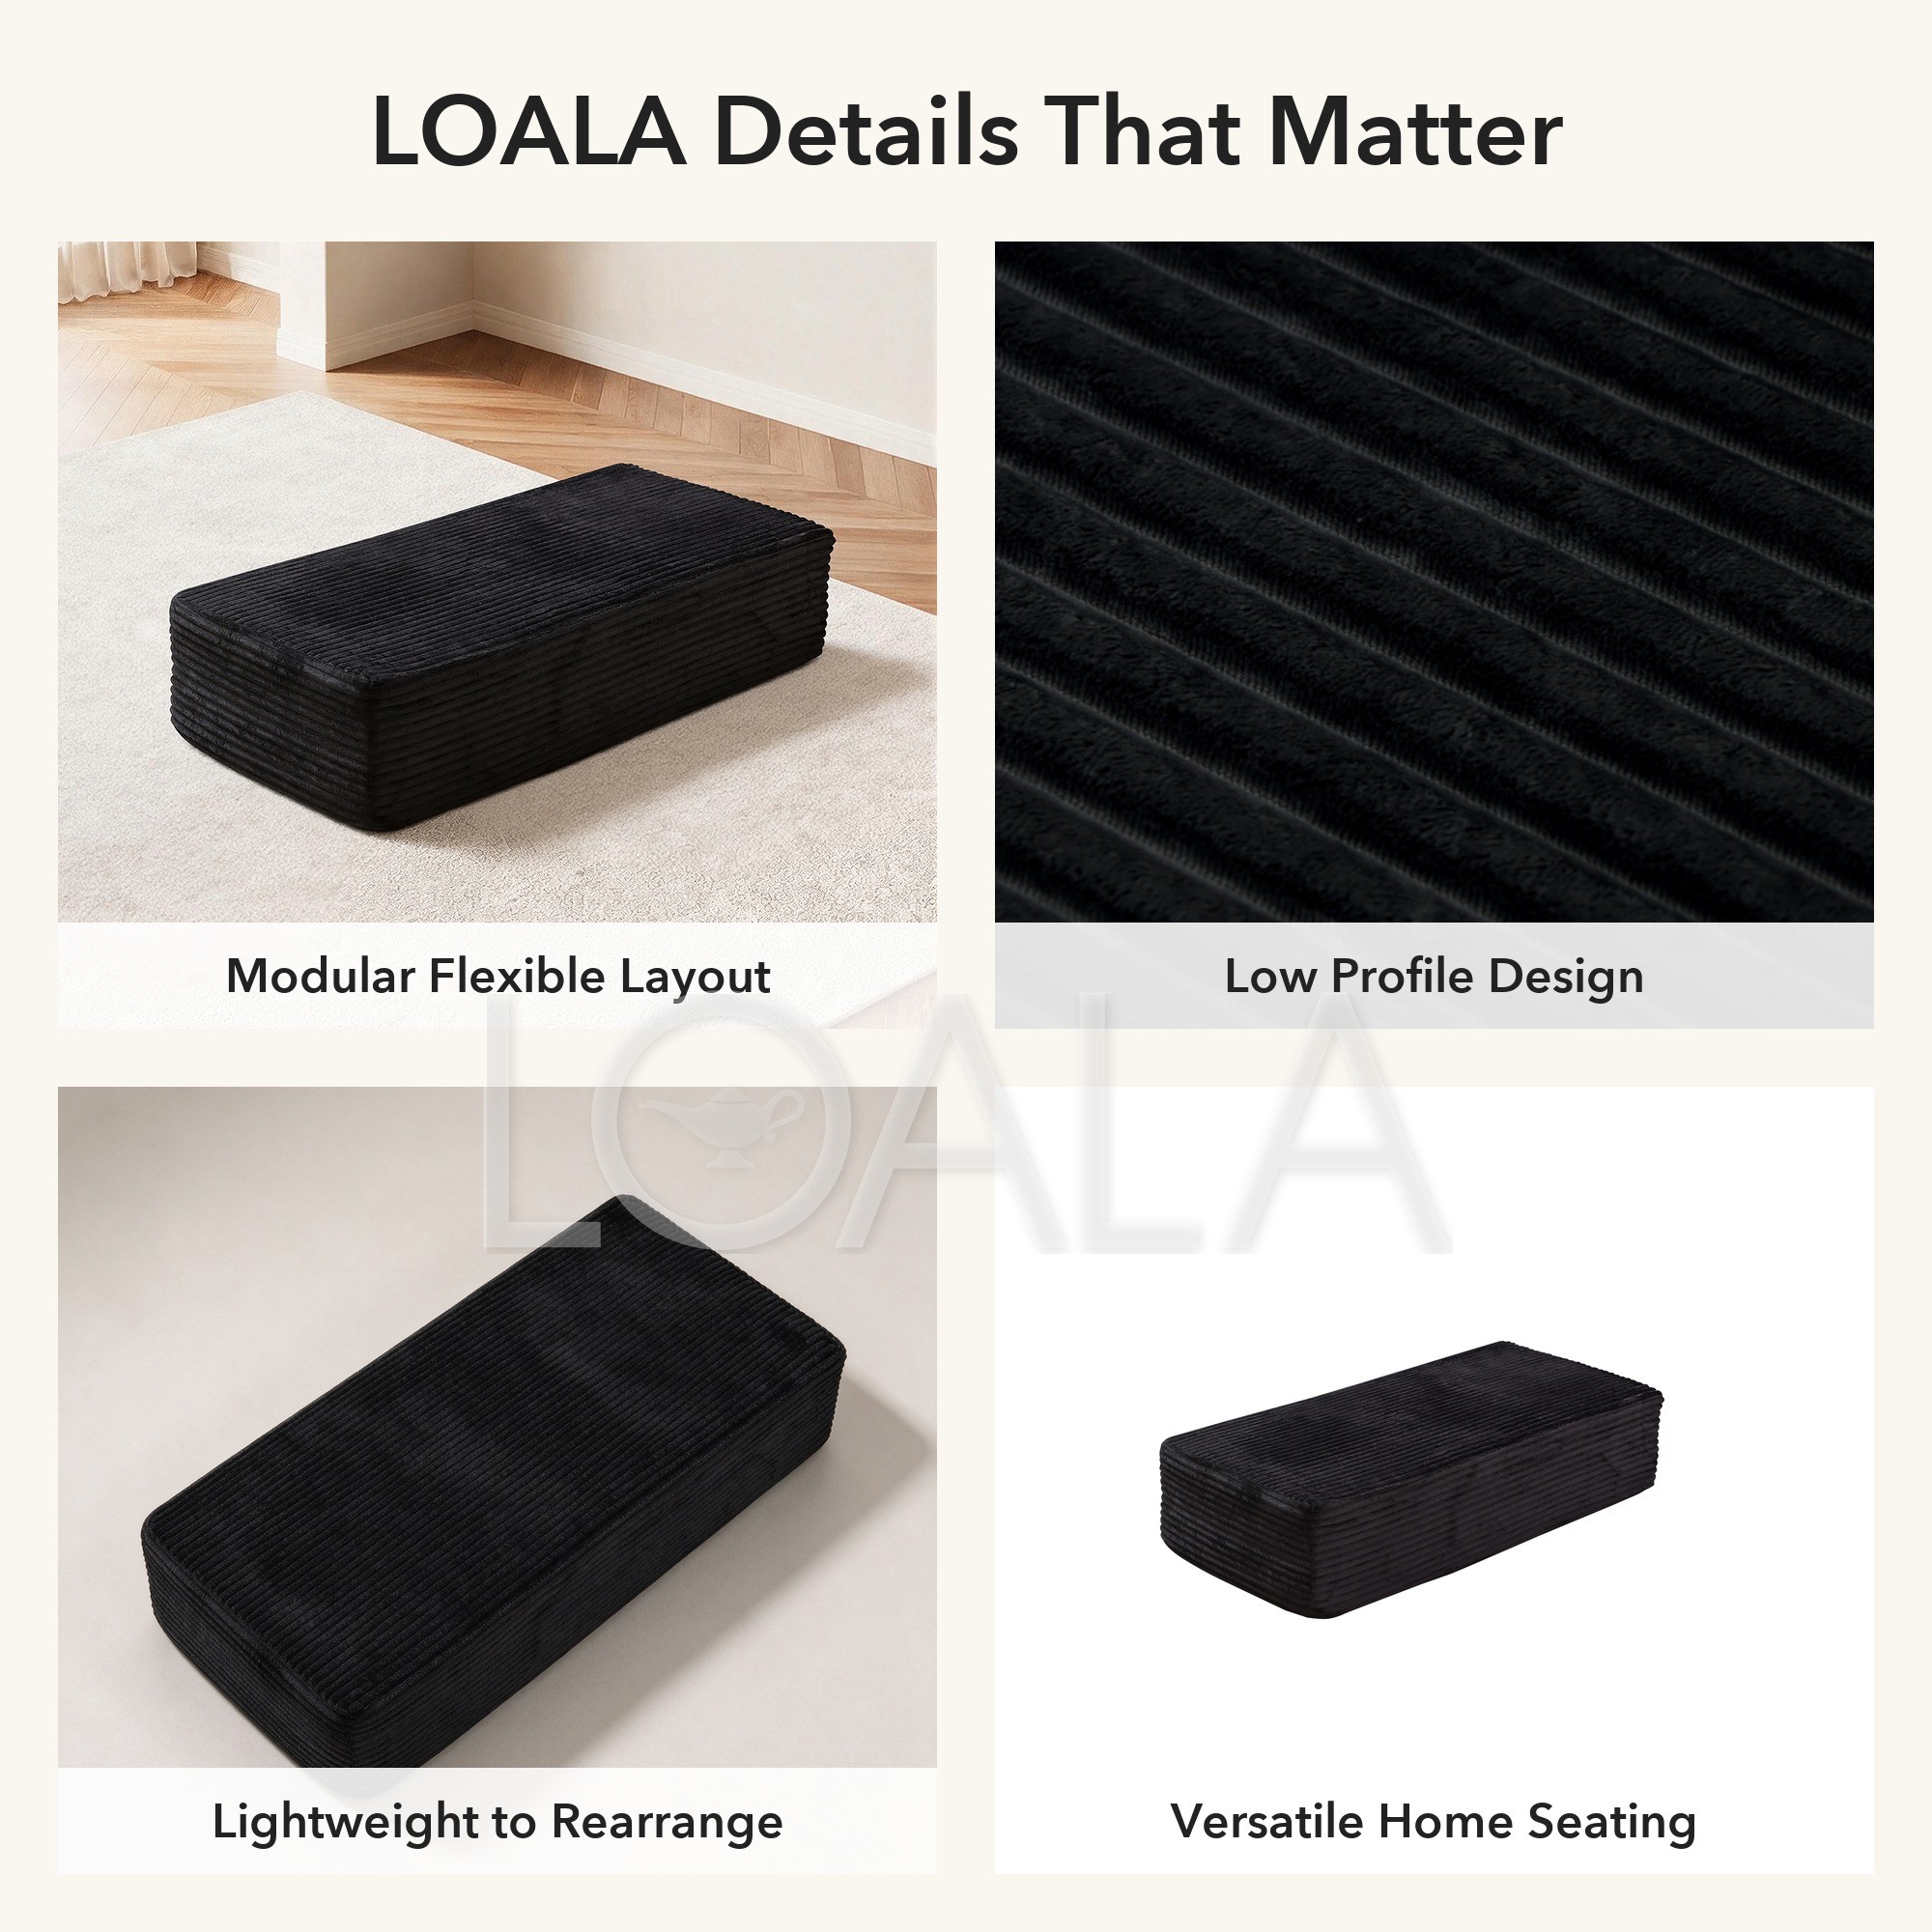 LOALA Details That Matter
Modular Flexible Layout
Low Profile Design
LOALA
Lightweight to Rearrange
Versatile Home Seating